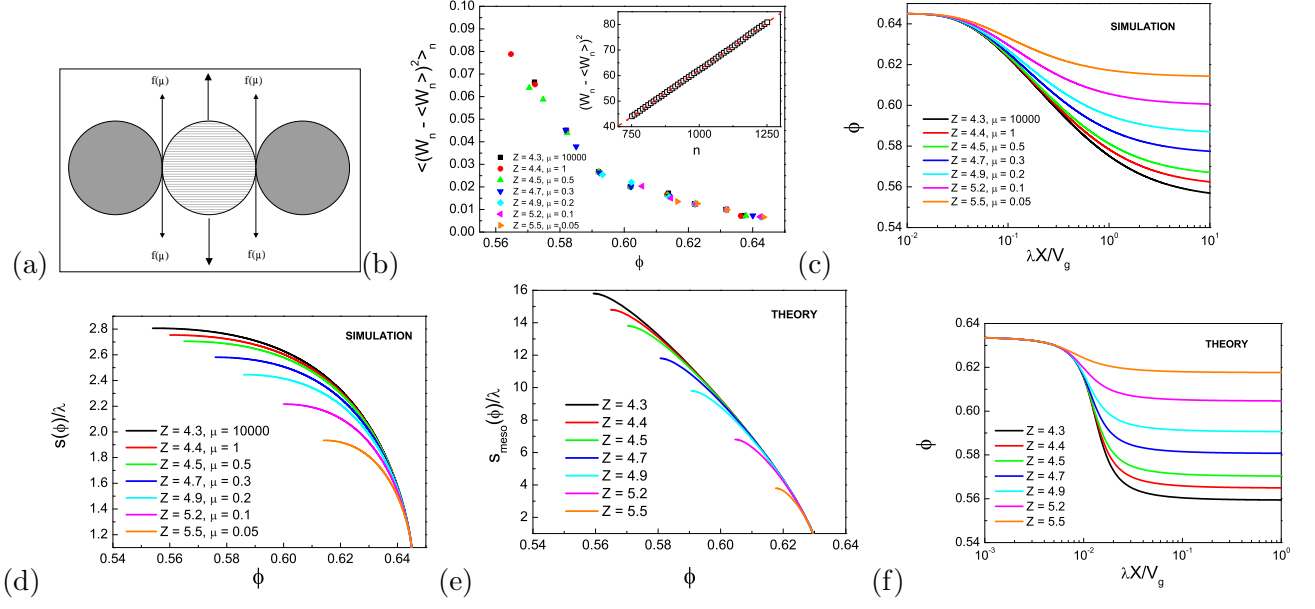 f(μ)
f(μ)
f(μ)
f(μ)
(a)
<(W_n - <W_n>)^2>_n
0.10
0.09
0.08
0.07
0.06
0.05
0.04
0.03
0.02
0.01
0.00
0.56
0.58
0.60
0.62
0.64
ϕ
Z = 4.3, μ = 10000
Z = 4.4, μ = 1
Z = 4.5, μ = 0.5
Z = 4.7, μ = 0.3
Z = 4.9, μ = 0.2
Z = 5.2, μ = 0.1
Z = 5.5, μ = 0.05
(W_n - <W_n>)^2
80
70
60
50
40
750
1000
1250
n
(b)
SIMULATION
ϕ
0.64
0.62
0.60
0.58
0.56
0.54
Z = 4.3, μ = 10000
Z = 4.4, μ = 1
Z = 4.5, μ = 0.5
Z = 4.7, μ = 0.3
Z = 4.9, μ = 0.2
Z = 5.2, μ = 0.1
Z = 5.5, μ = 0.05
10^-2
10^-1
10^0
10^1
λX/V_g
(c)
SIMULATION
s(ϕ)/λ
2.8
2.6
2.4
2.2
2.0
1.8
1.6
1.4
1.2
Z = 4.3, μ = 10000
Z = 4.4, μ = 1
Z = 4.5, μ = 0.5
Z = 4.7, μ = 0.3
Z = 4.9, μ = 0.2
Z = 5.2, μ = 0.1
Z = 5.5, μ = 0.05
0.54
0.56
0.58
0.60
0.62
0.64
ϕ
(d)
THEORY
s_meso(ϕ)/λ
16
14
12
10
8
6
4
2
Z = 4.3
Z = 4.4
Z = 4.5
Z = 4.7
Z = 4.9
Z = 5.2
Z = 5.5
0.54
0.56
0.58
0.60
0.62
0.64
ϕ
(e)
THEORY
ϕ
0.64
0.62
0.60
0.58
0.56
0.54
Z = 4.3
Z = 4.4
Z = 4.5
Z = 4.7
Z = 4.9
Z = 5.2
Z = 5.5
10^-3
10^-2
10^-1
10^0
λX/V_g
(f)